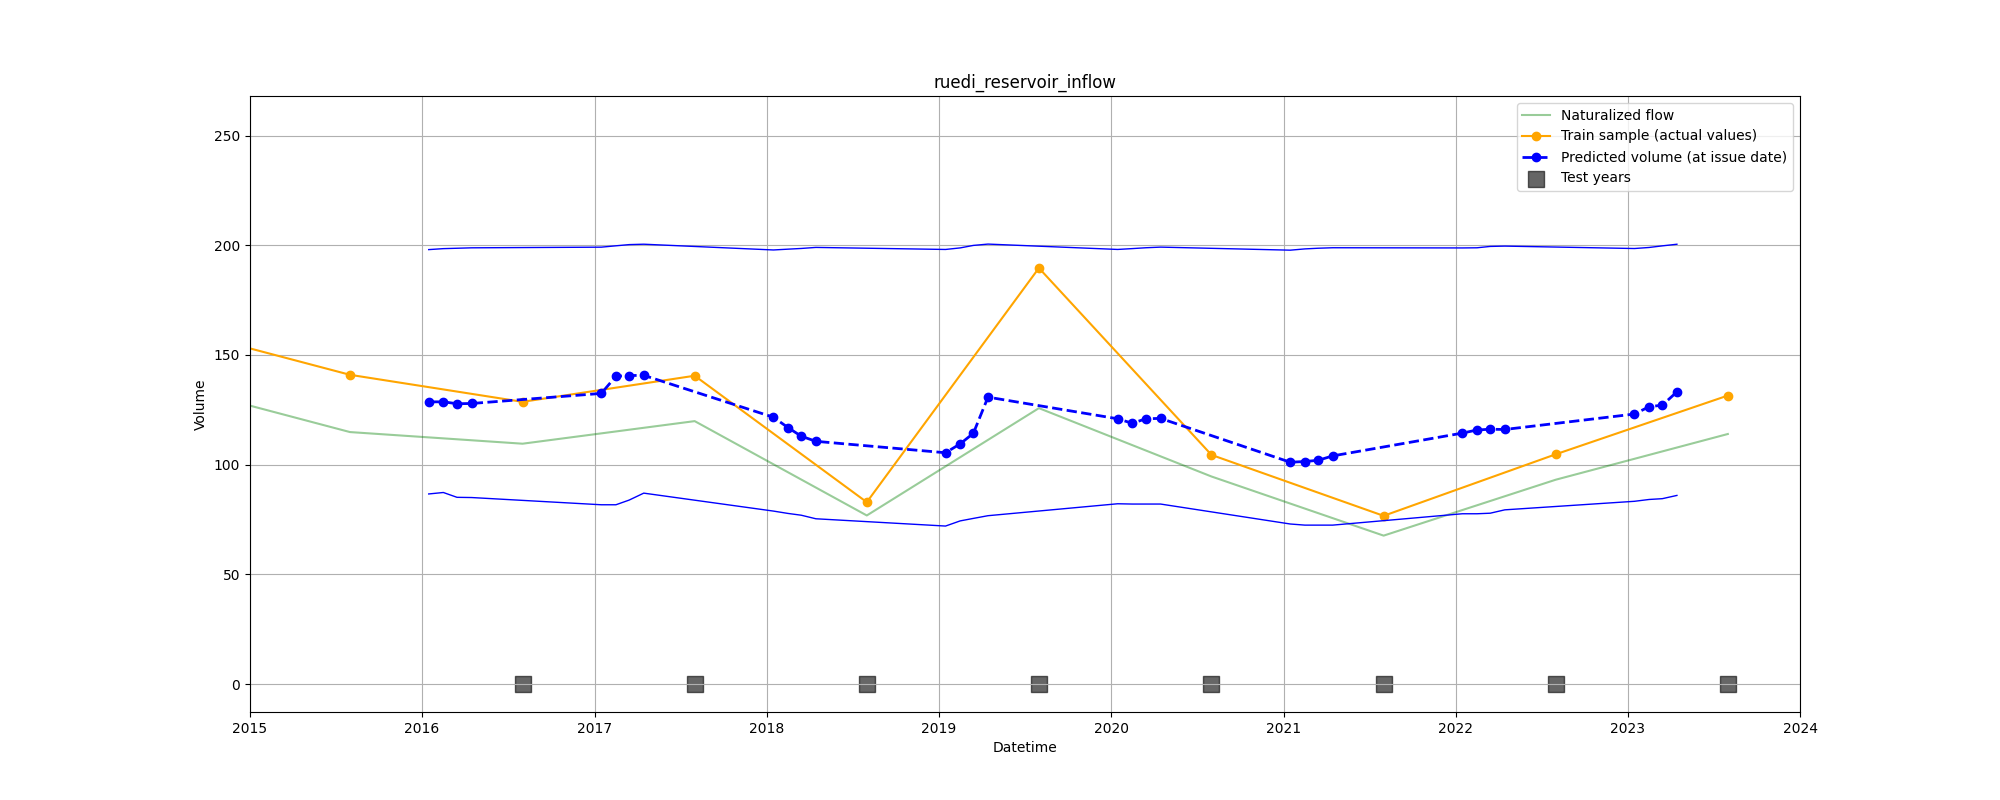 ruedi_reservoir_inflow
Naturalized flow
Train sample (actual values)
Predicted volume (at issue date)
Test years
250
200
150
100
50
0
Volume
2015 2016 2017 2018 2019 2020 2021 2022 2023 2024
Datetime